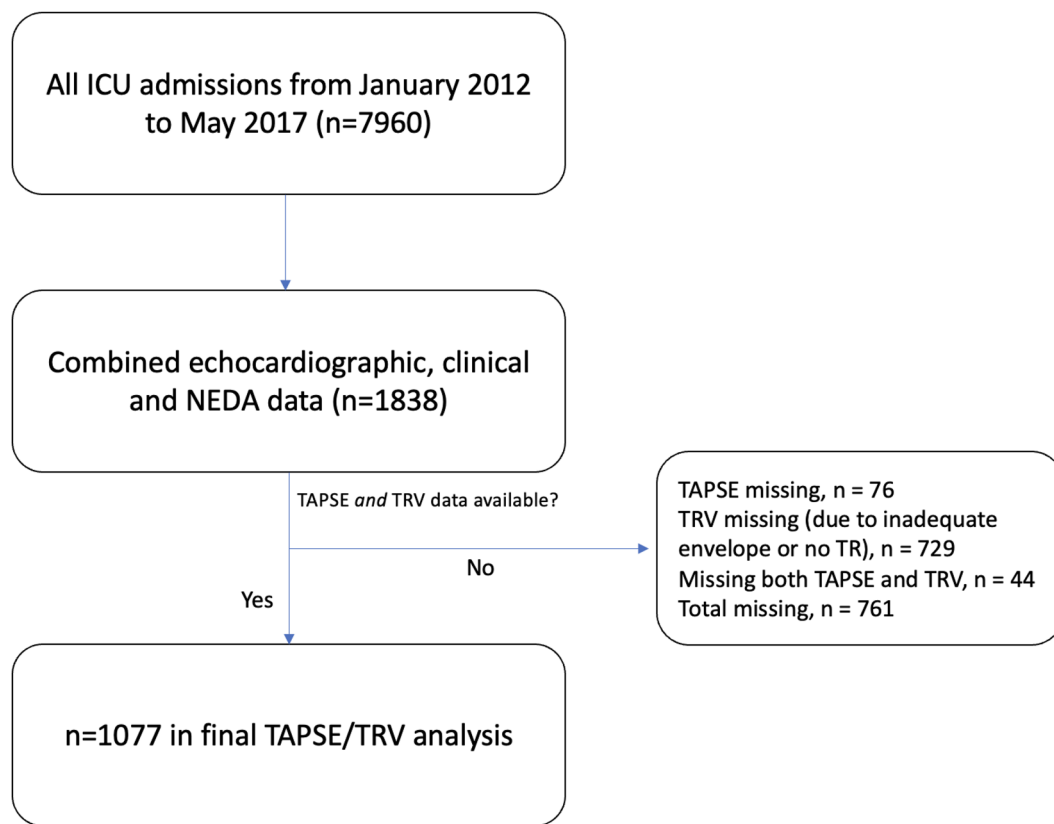 All ICU admissions from January 2012
to May 2017 (n=7960)
Combined echocardiographic, clinical
and NEDA data (n=1838)
TAPSE and TRV data available?
No
Yes
TAPSE missing, n = 76
TRV missing (due to inadequate
envelope or no TR), n = 729
Missing both TAPSE and TRV, n = 44
Total missing, n = 761
n=1077 in final TAPSE/TRV analysis